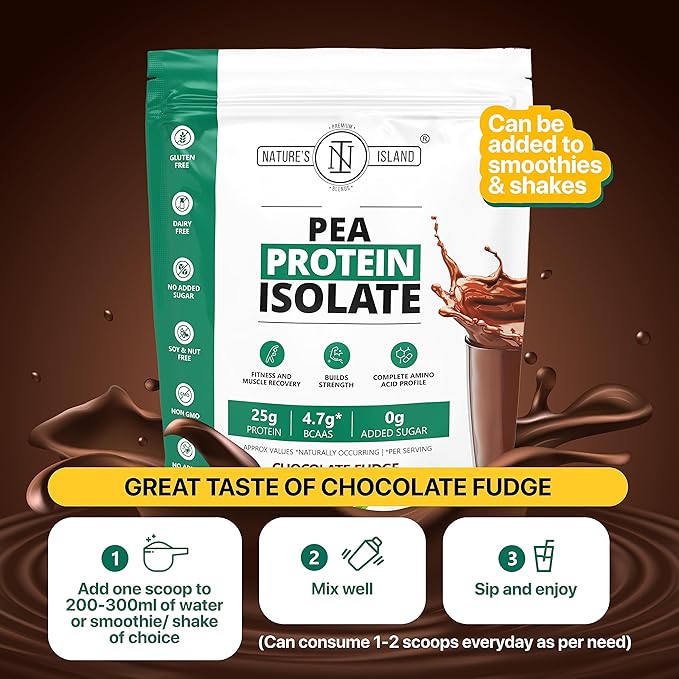 PREMIUM
NATURE'S
IN
ISLAND
®
BLENDS
PEA
PROTEIN
ISOLATE
GLUTEN
FREE
DAIRY
FREE
NO ADDED
SUGAR
SOY & NUT
FREE
GMO
NON GMO
Can be
added to
smoothies
& shakes
FITNESS AND
MUSCLE RECOVERY
BUILDS
STRENGTH
COMPLETE AMINO
ACID PROFILE
25g
PROTEIN
4.7g*
BCAAS
0g
ADDED SUGAR
APPROX VALUES *NATURALLY OCCURRING | *PER SERVING
CHOCOLATE FUDGE
GREAT TASTE OF CHOCOLATE FUDGE
1
Add one scoop to
200-300ml of water
or smoothie/ shake
of choice
2
Mix well
3
Sip and enjoy
(Can consume 1-2 scoops everyday as per need)